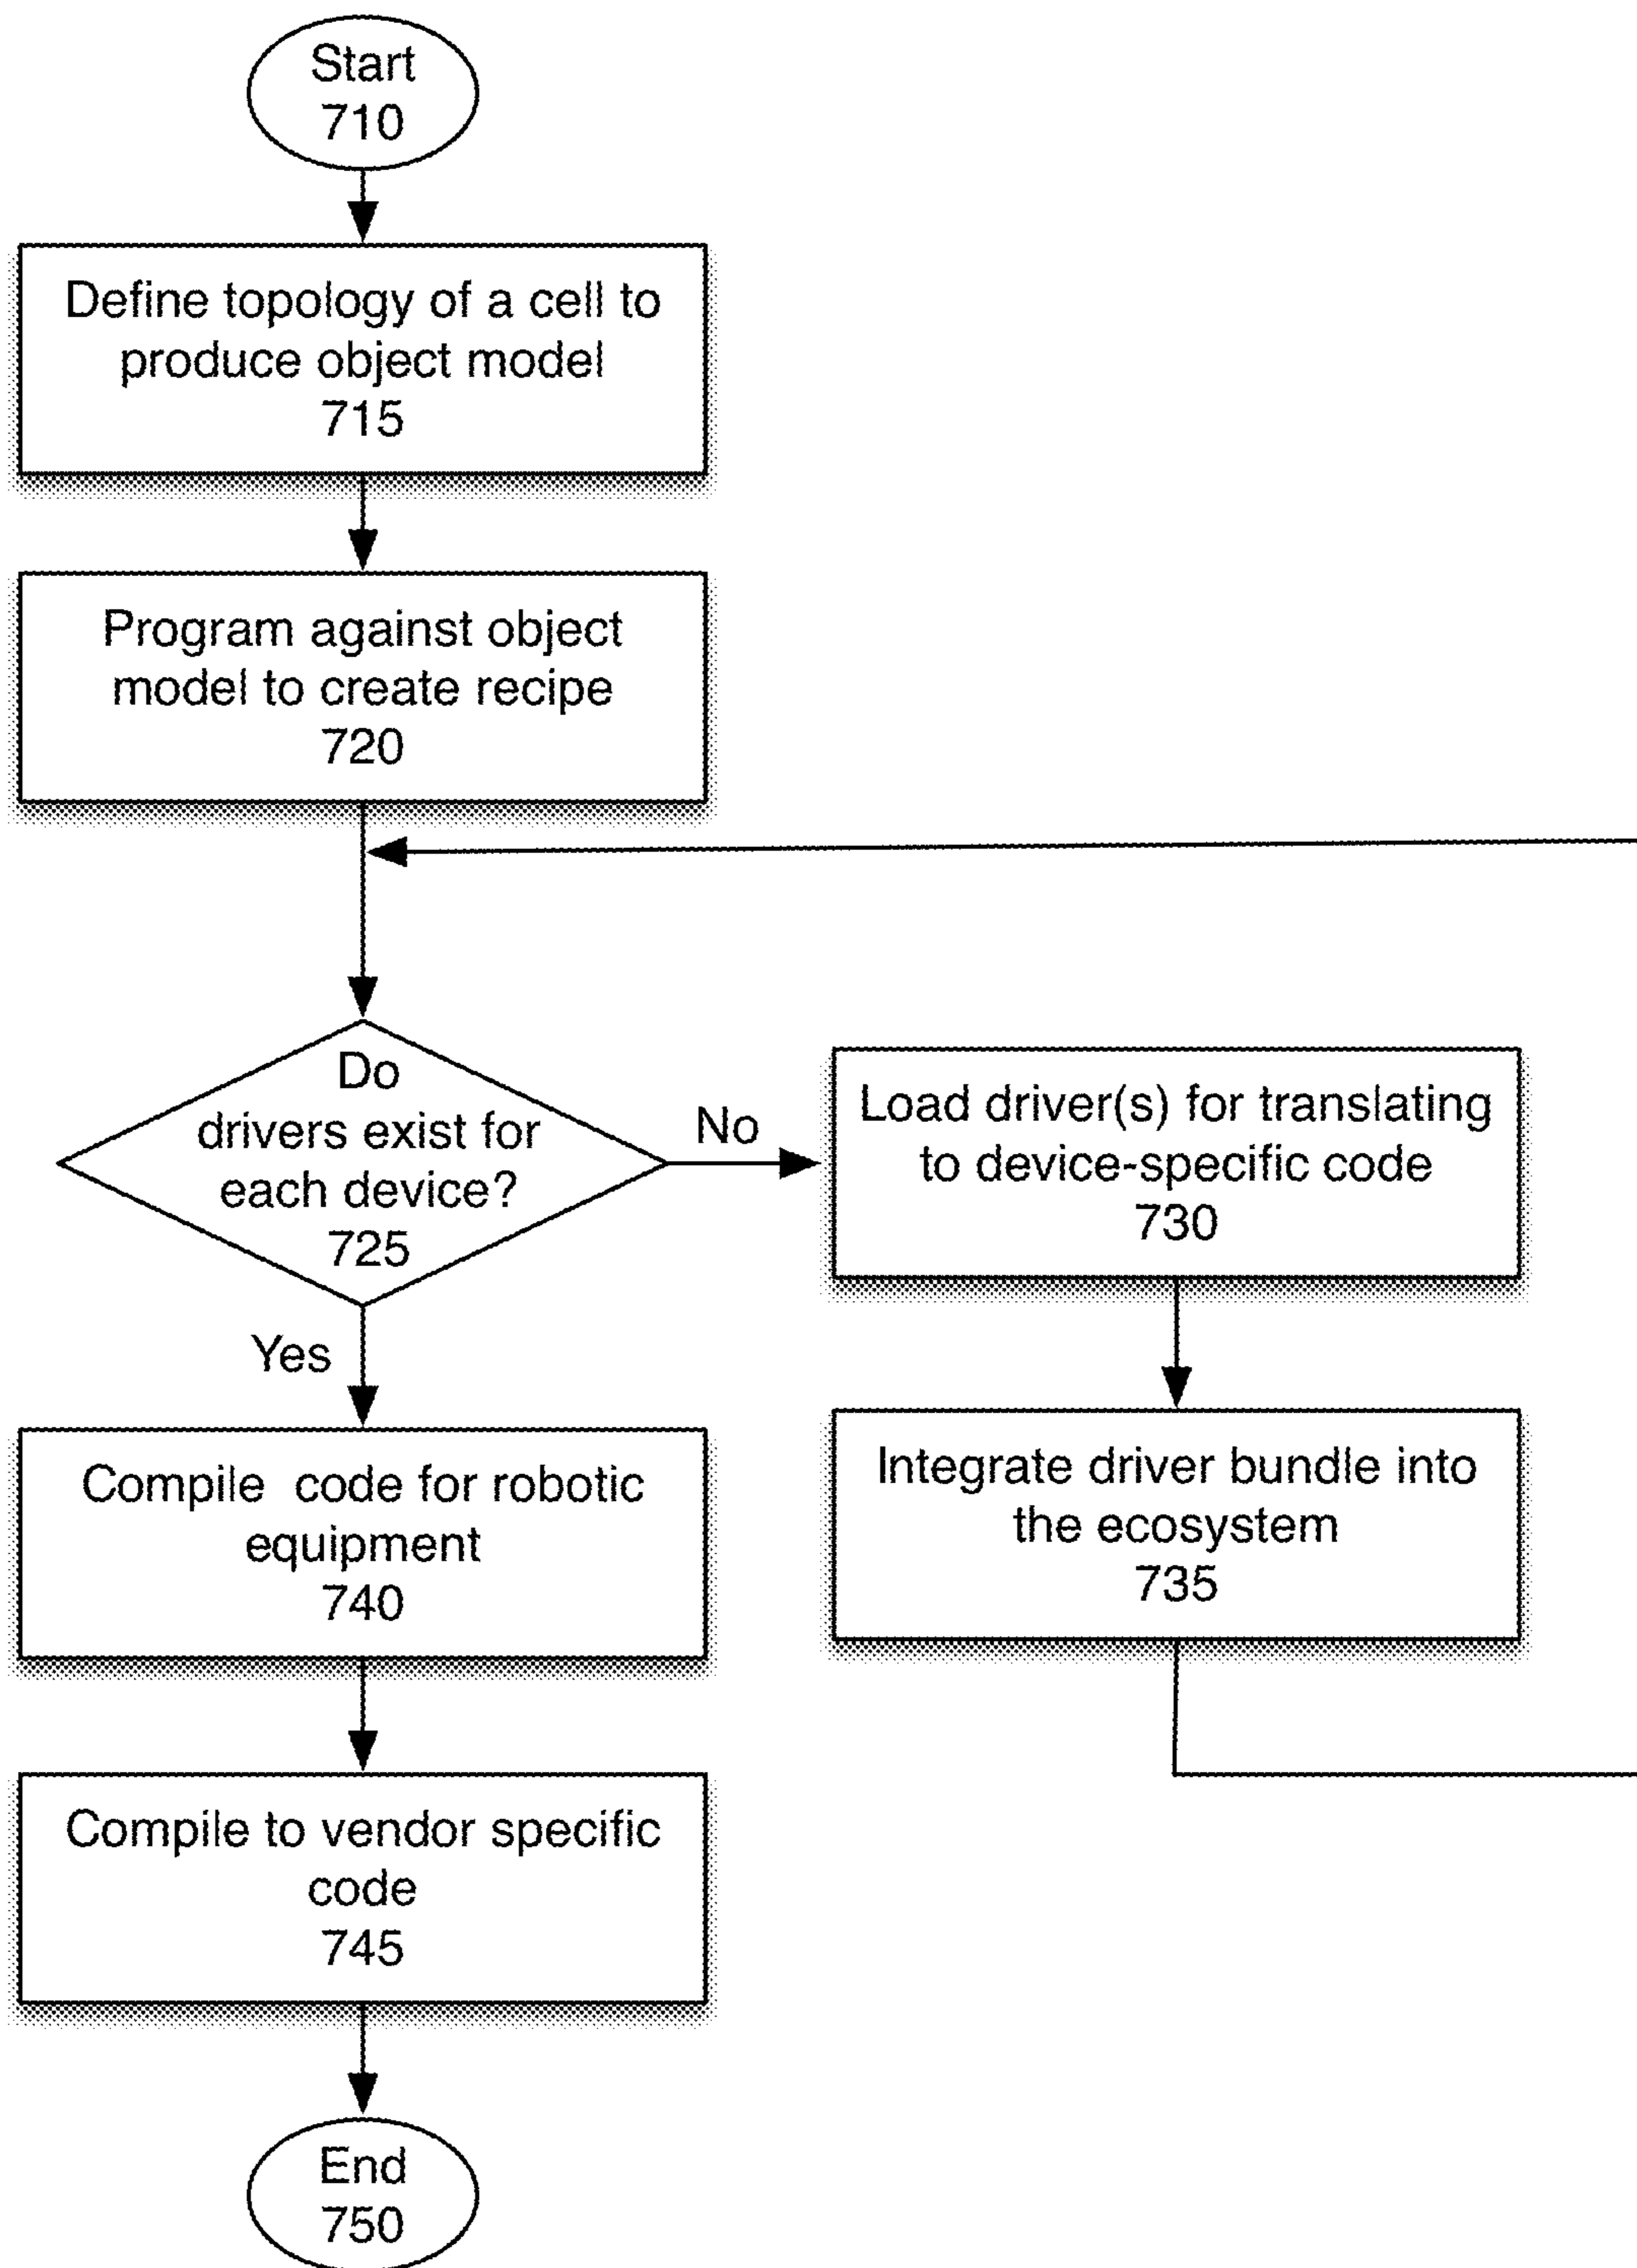 Start
710
Define topology of a cell to
produce object model
715
Program against object
model to create recipe
720
Do
drivers exist for
each device?
725
No
Load driver(s) for translating
to device-specific code
730
Yes
Integrate driver bundle into
the ecosystem
735
Compile code for robotic
equipment
740
Compile to vendor specific
code
745
End
750